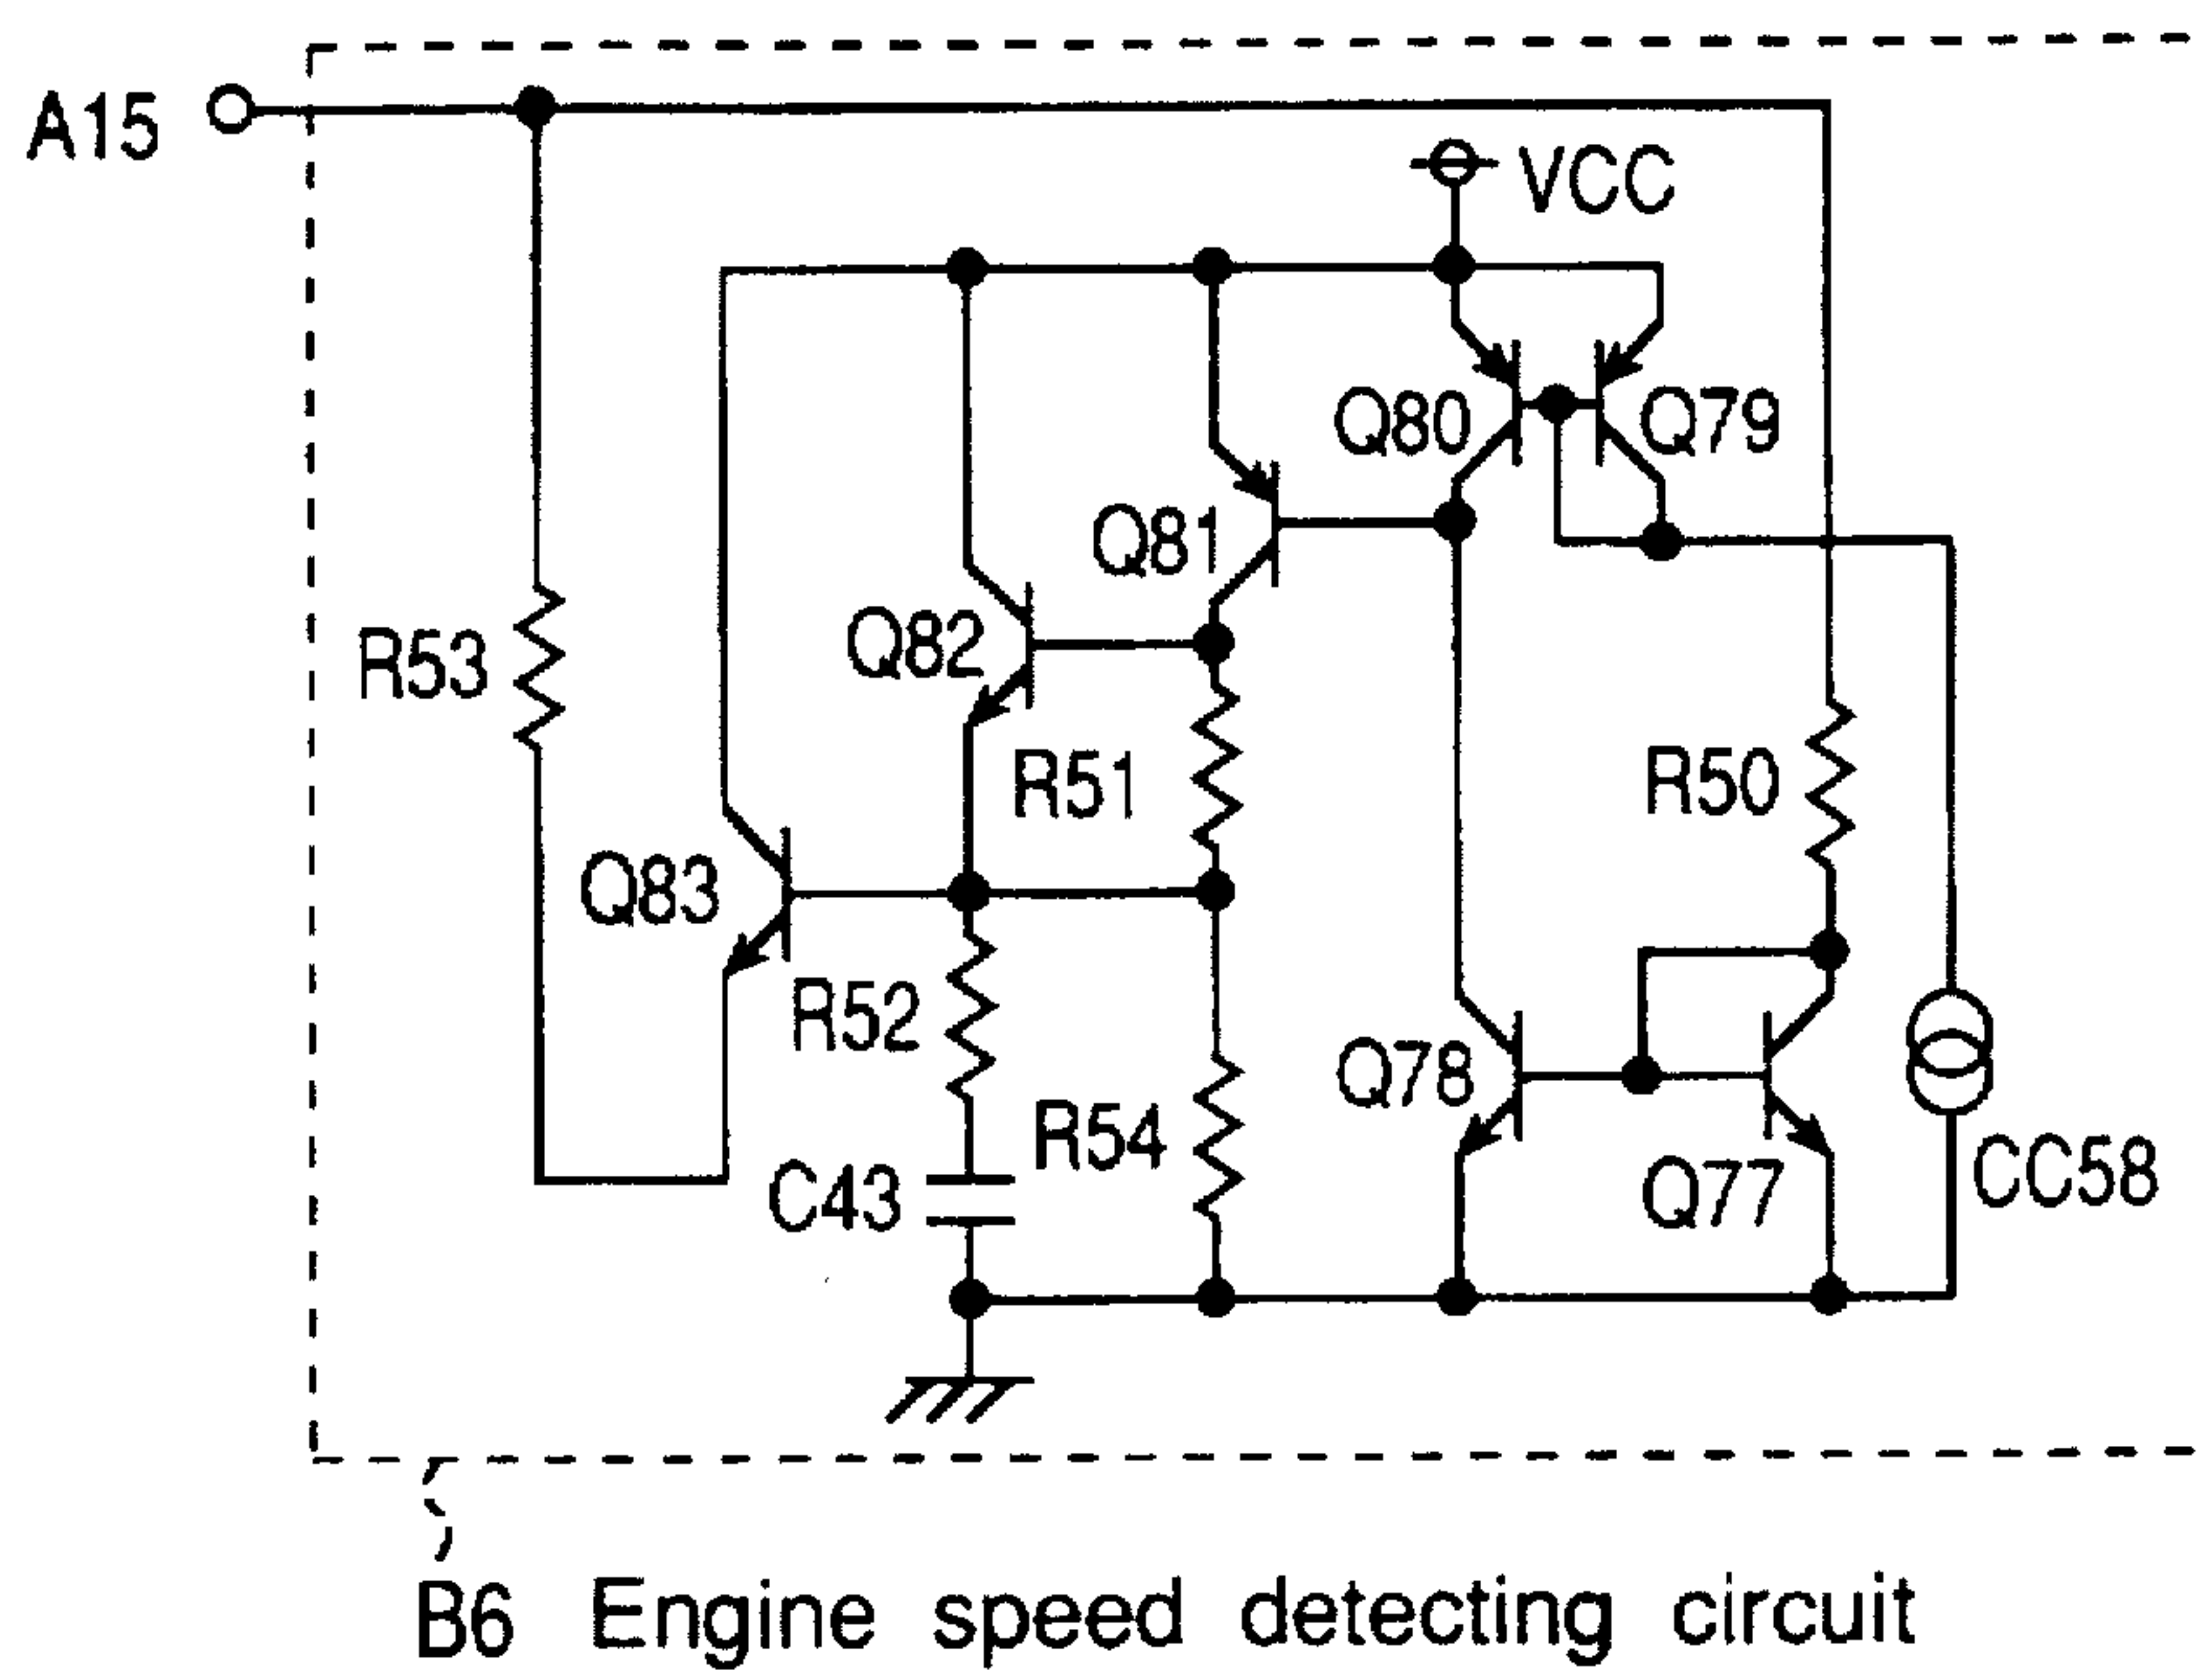 A15
VCC
Q80
Q79
Q81
Q82
R53
R51
R50
Q83
R52
Q78
R54
C43
Q77
CC58
B6 Engine speed detecting circuit